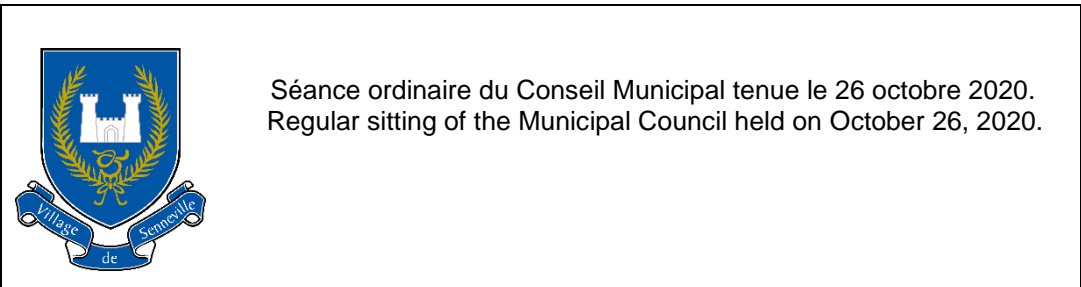 Séance ordinaire du Conseil Municipal tenue le 26 octobre 2020.
Regular sitting of the Municipal Council held on October 26, 2020.
Village
de
Senneville